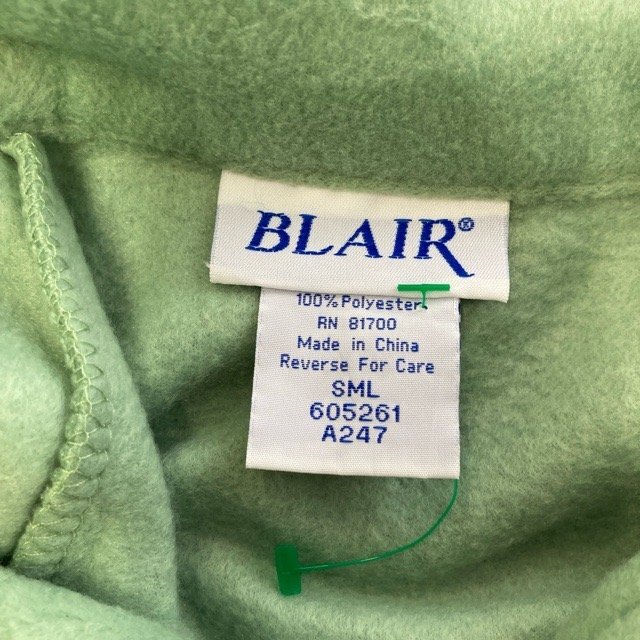 BLAIR®
100% Polyester
RN 81700
Made in China
Reverse For Care
SML
605261
A247